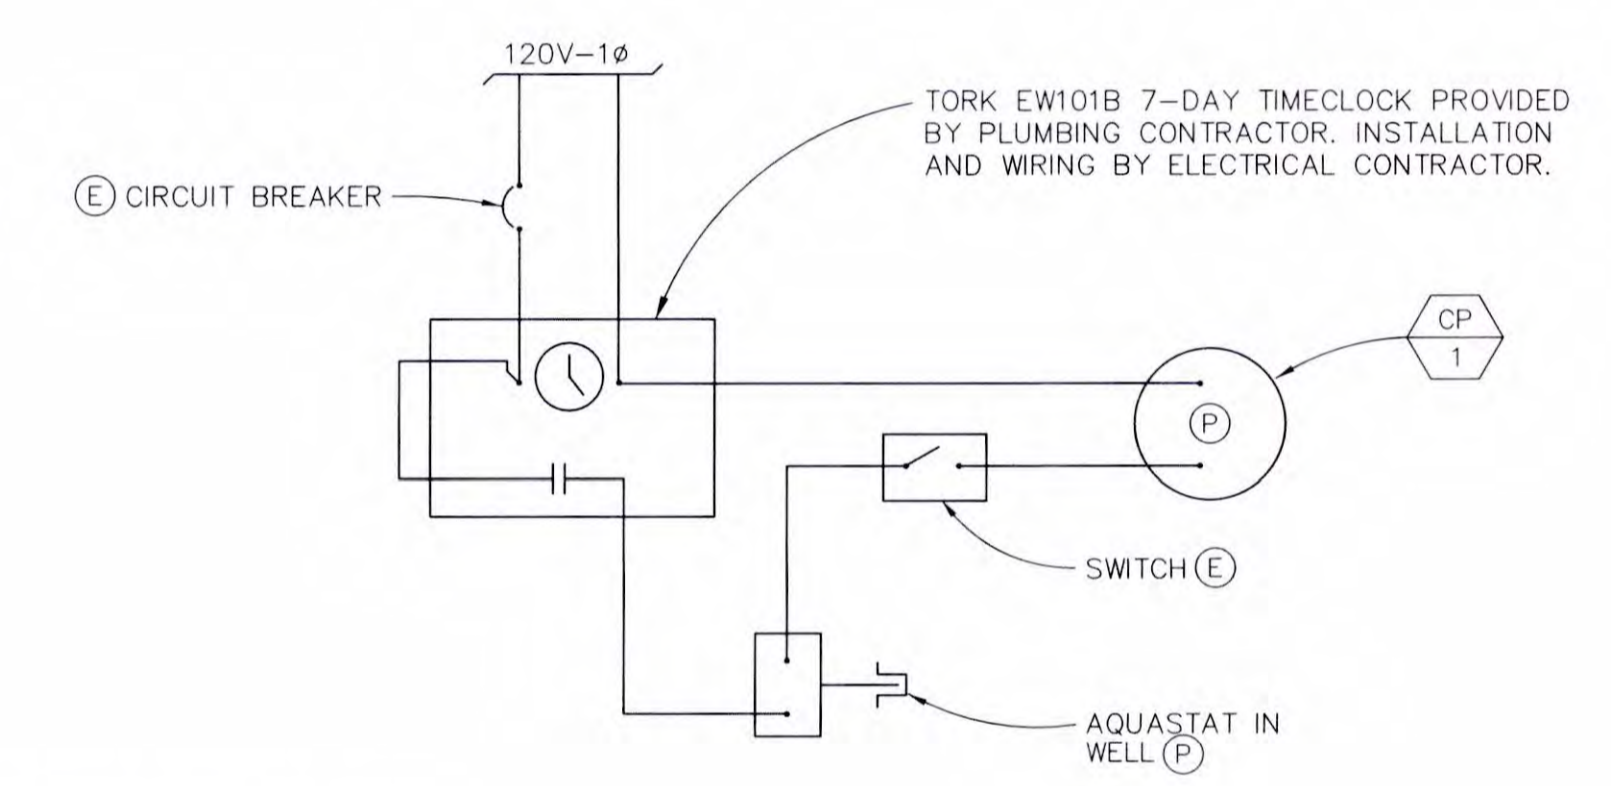 120V-1ø
TORK EW101B 7-DAY TIMECLOCK PROVIDED
BY PLUMBING CONTRACTOR. INSTALLATION
AND WIRING BY ELECTRICAL CONTRACTOR.
E CIRCUIT BREAKER
CP
1
P
SWITCH E
AQUASTAT IN
WELL P